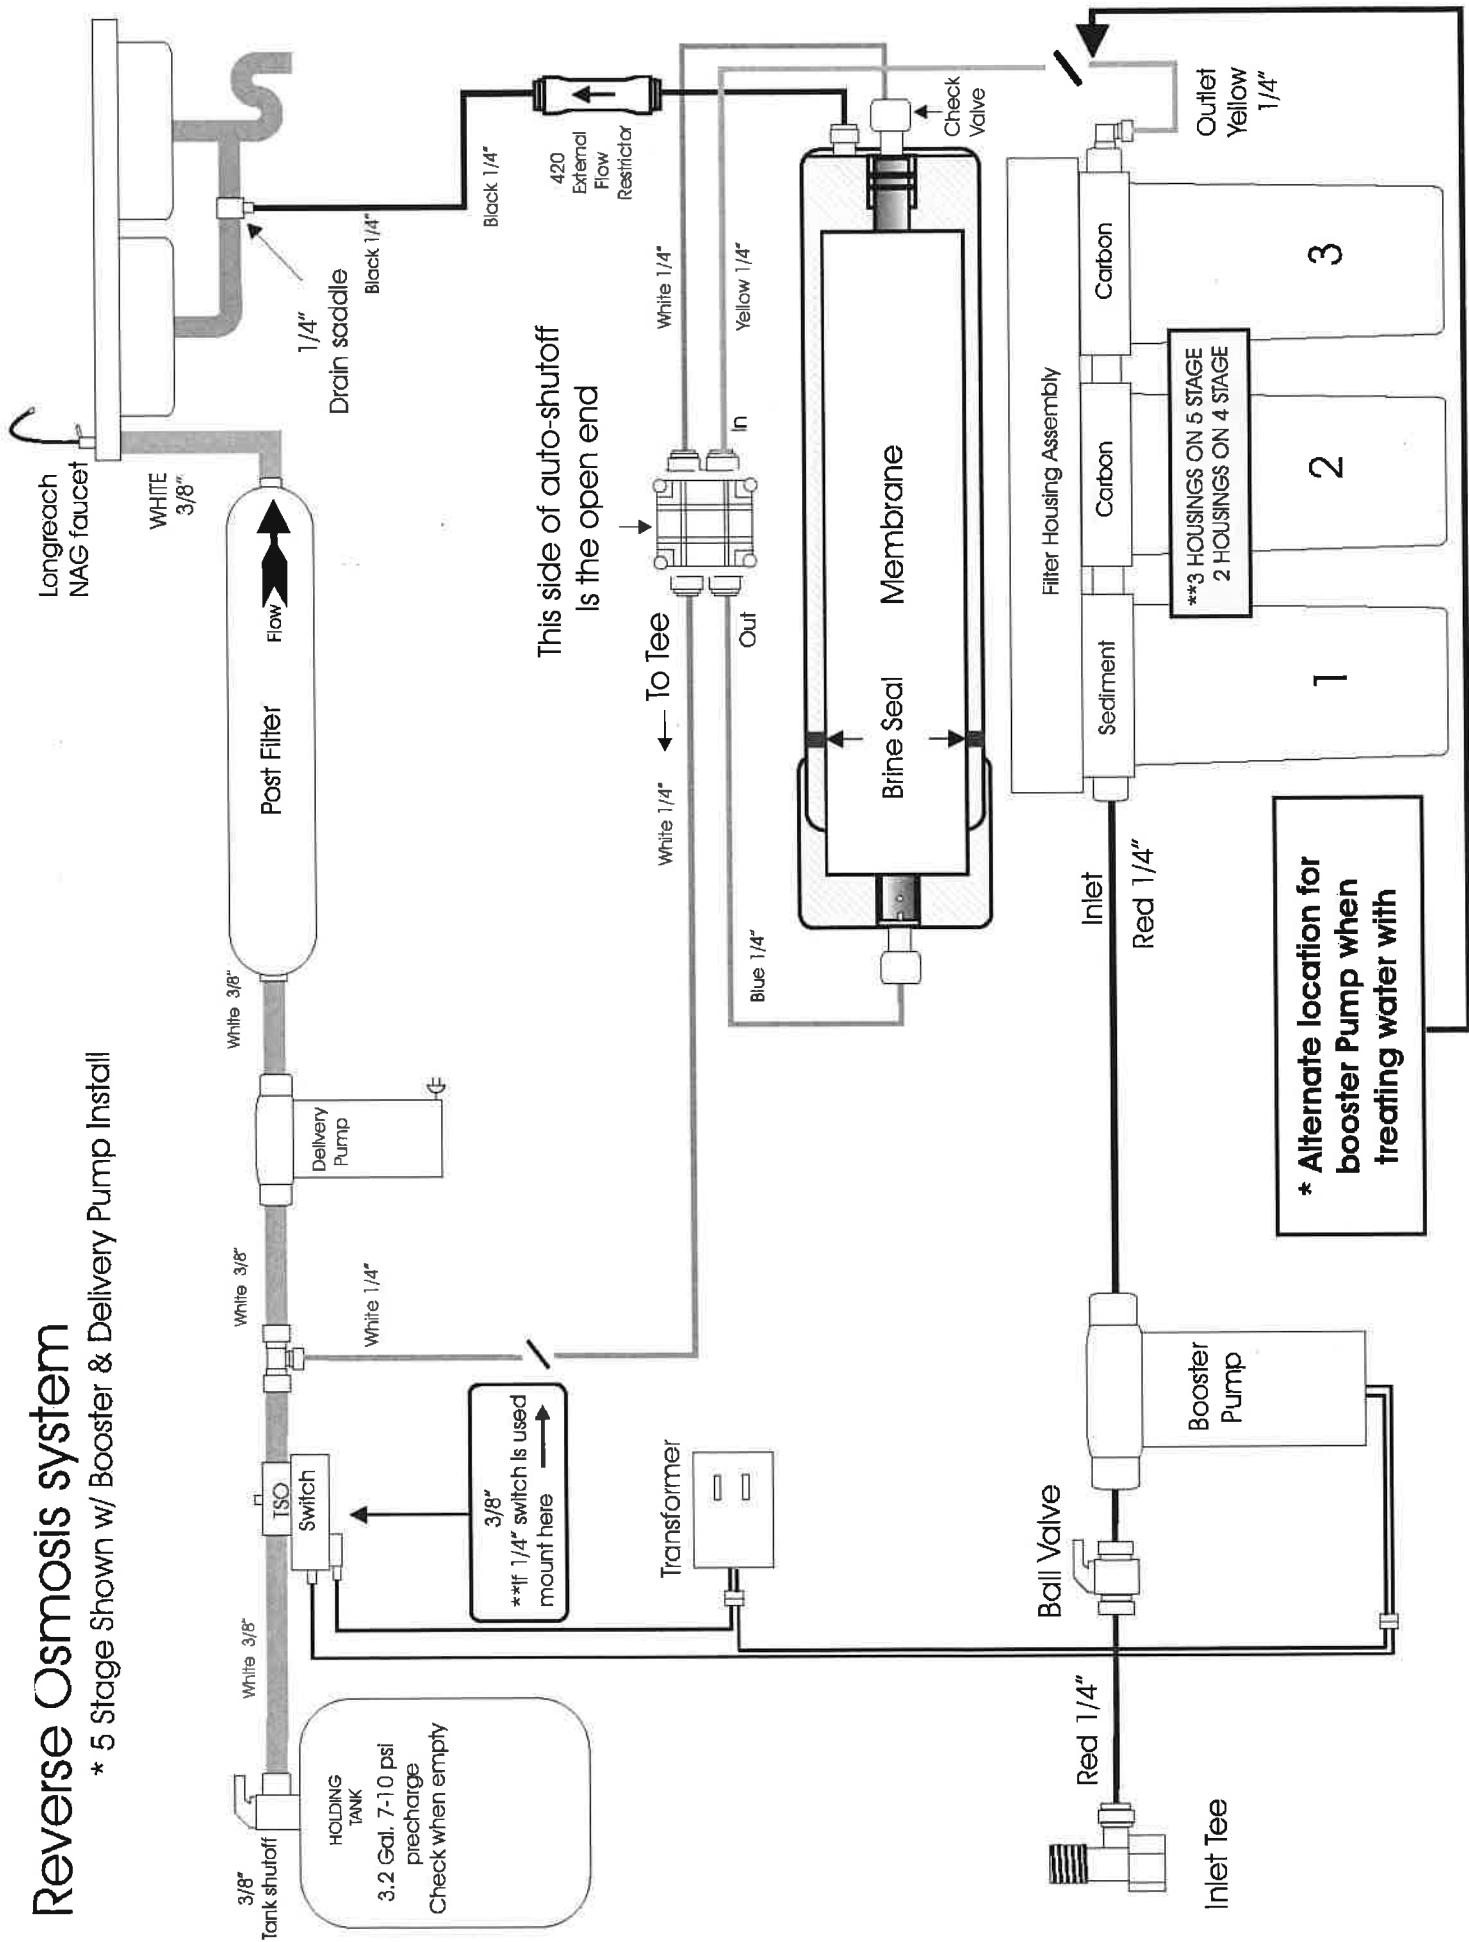 Reverse Osmosis system
* 5 Stage Shown w/ Booster & Delivery Pump Install
3/8"
Tank shutoff
White 3/8"
HOLDING
TANK
3.2 Gal. 7-10 psi
precharge
Check when empty
TSO
Switch
White 3/8"
3/8"
**If 1/4" switch is used
mount here
White 1/4"
Delivery
Pump
White 3/8"
Post Filter
Flow
WHITE
3/8"
Longreach
NAG faucet
1/4"
Drain saddle
Black 1/4"
Black 1/4"
420
External
Flow
Restrictor
This side of auto-shutoff
Is the open end
To Tee
White 1/4"
White 1/4"
Out
In
Yellow 1/4"
Blue 1/4"
Check
Valve
Brine Seal
Membrane
Transformer
Filter Housing Assembly
Sediment
Carbon
Carbon
1
2
3
**3 HOUSINGS ON 5 STAGE
2 HOUSINGS ON 4 STAGE
Outlet
Yellow
1/4"
Inlet
Red 1/4"
Booster
Pump
Ball Valve
Red 1/4"
Inlet Tee
* Alternate location for
booster Pump when
treating water with